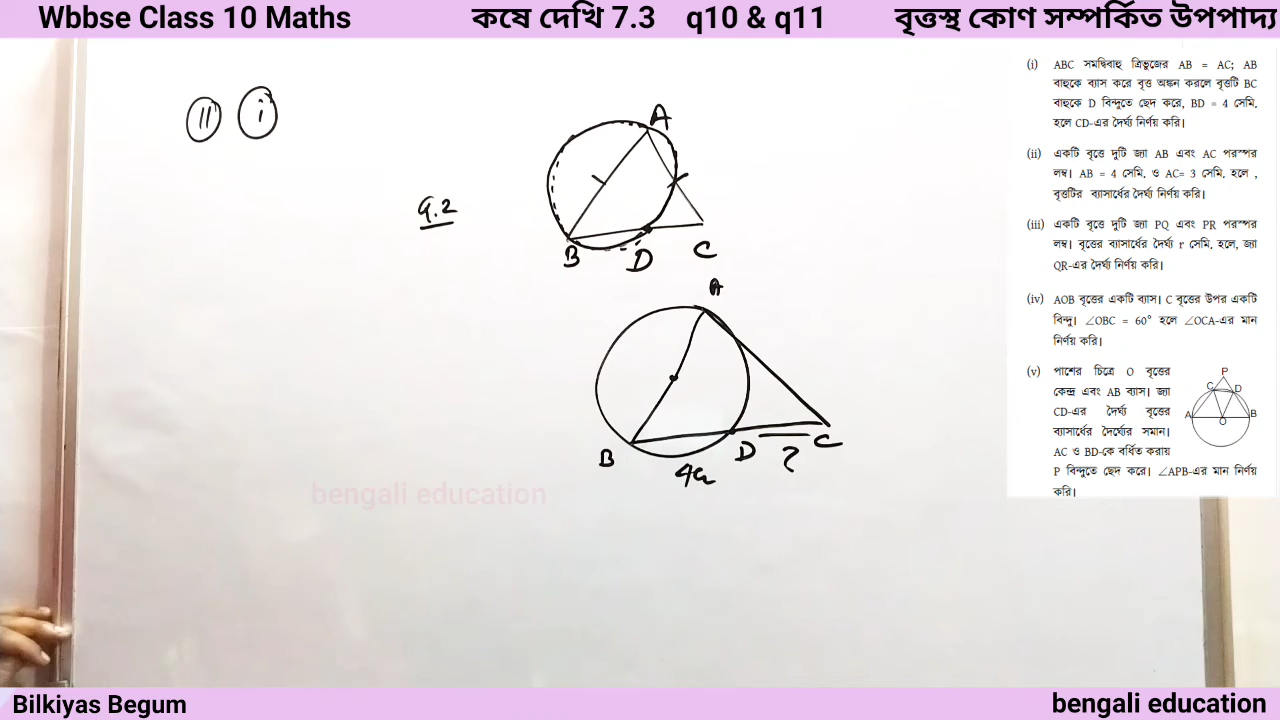 Wbbse Class 10 Maths কষে দেখি 7.3 q10 & q11 বৃত্তস্থ কোণ সম্পর্কিত উপপাদ্য
11 i
q.2
A
B D C
A
B D C
4 ?
bengali education
(i) ABC সমদ্বিবাহু ত্রিভুজের AB = AC; AB
বাহুকে ব্যাস করে বৃত্ত অঙ্কন করলে বৃত্তটি BC
বাহুকে D বিন্দুতে ছেদ করে, BD = 4 সেমি,
হলে CD-এর দৈর্ঘ্য নির্ণয় করি।
(ii) একটি বৃত্তে দুটি জ্যা AB এবং AC পরস্পর
লম্ব। AB = 4 সেমি, ও AC= 3 সেমি, হলে ,
বৃত্তটির ব্যাসার্ধের দৈর্ঘ্য নির্ণয় করি।
(iii) একটি বৃত্তে দুটি জ্যা PQ এবং PR পরস্পর
লম্ব। বৃত্তের ব্যাসার্ধের দৈর্ঘ্য r সেমি, হলে, জ্যা
QR-এর দৈর্ঘ্য নির্ণয় করি।
(iv) AOB বৃত্তের একটি ব্যাস। C বৃত্তের উপর একটি
বিন্দু। ∠OBC = 60° হলে ∠OCA-এর মান
নির্ণয় করি।
(v) পাশের চিত্রে O বৃত্তের
কেন্দ্র এবং AB ব্যাস। জ্যা
CD-এর দৈর্ঘ্য বৃত্তের
ব্যাসার্ধের দৈর্ঘ্যের সমান।
AC ও BD-কে বর্ধিত করায়
P বিন্দুতে ছেদ করে। ∠APB-এর মান নির্ণয়
করি।
P
C D
A O B
Bilkiyas Begum bengali education